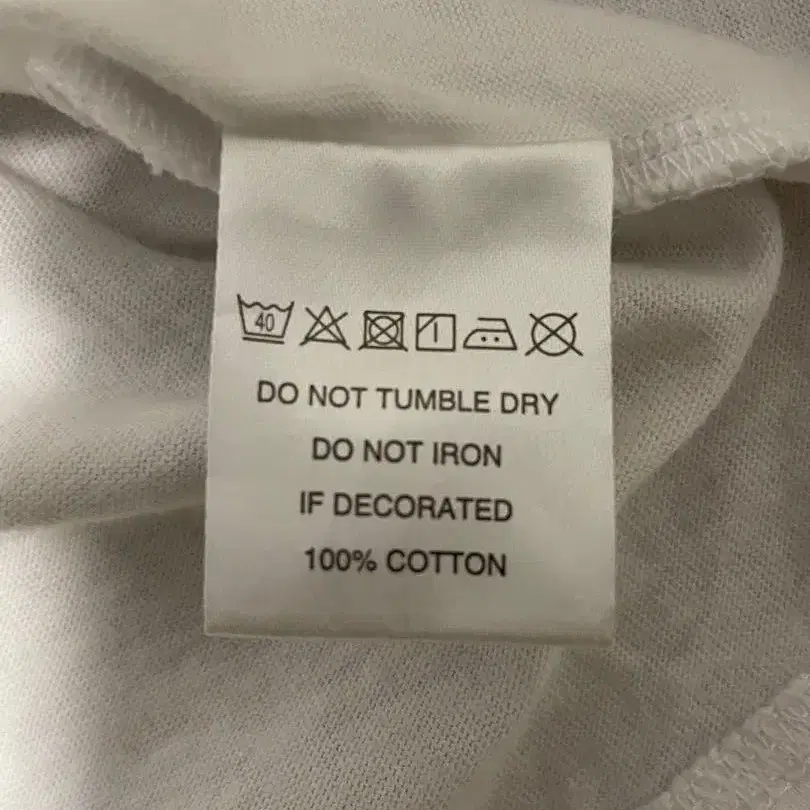 40
DO NOT TUMBLE DRY
DO NOT IRON
IF DECORATED
100% COTTON